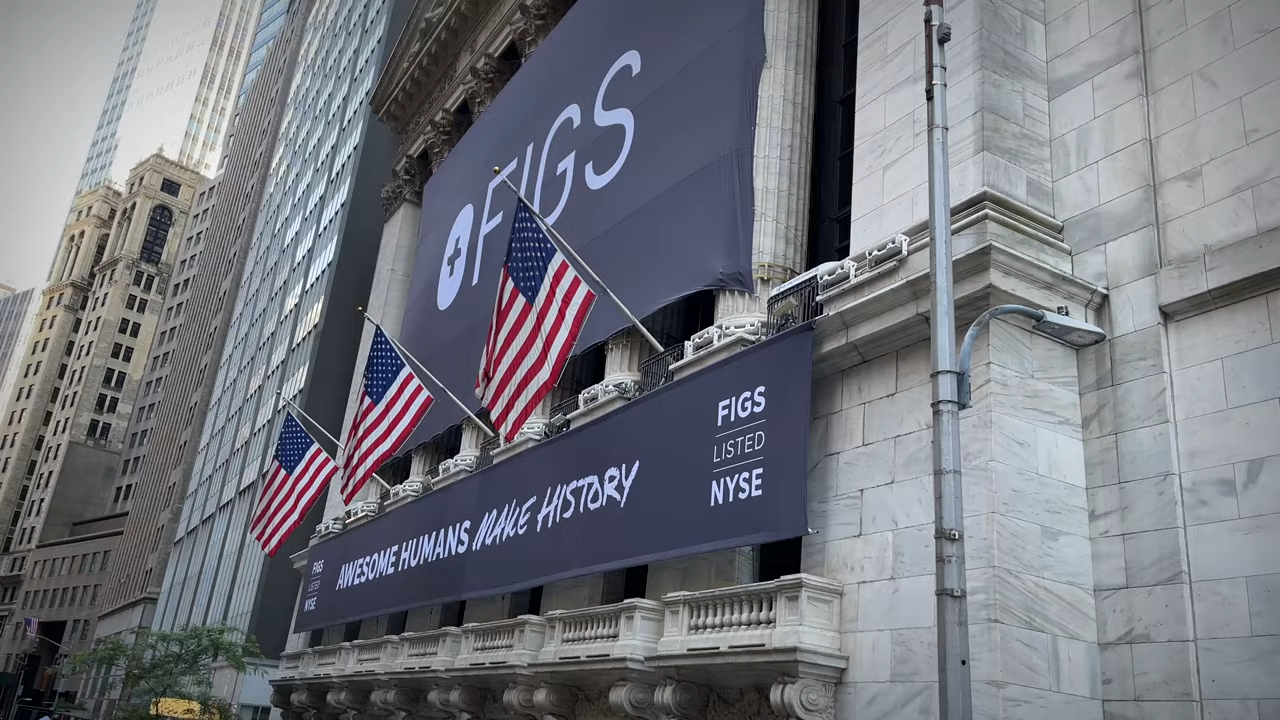 FIGS
FIGS
LISTED
NYSE
AWESOME HUMANS MAKE HISTORY
FIGS
LISTED
NYSE